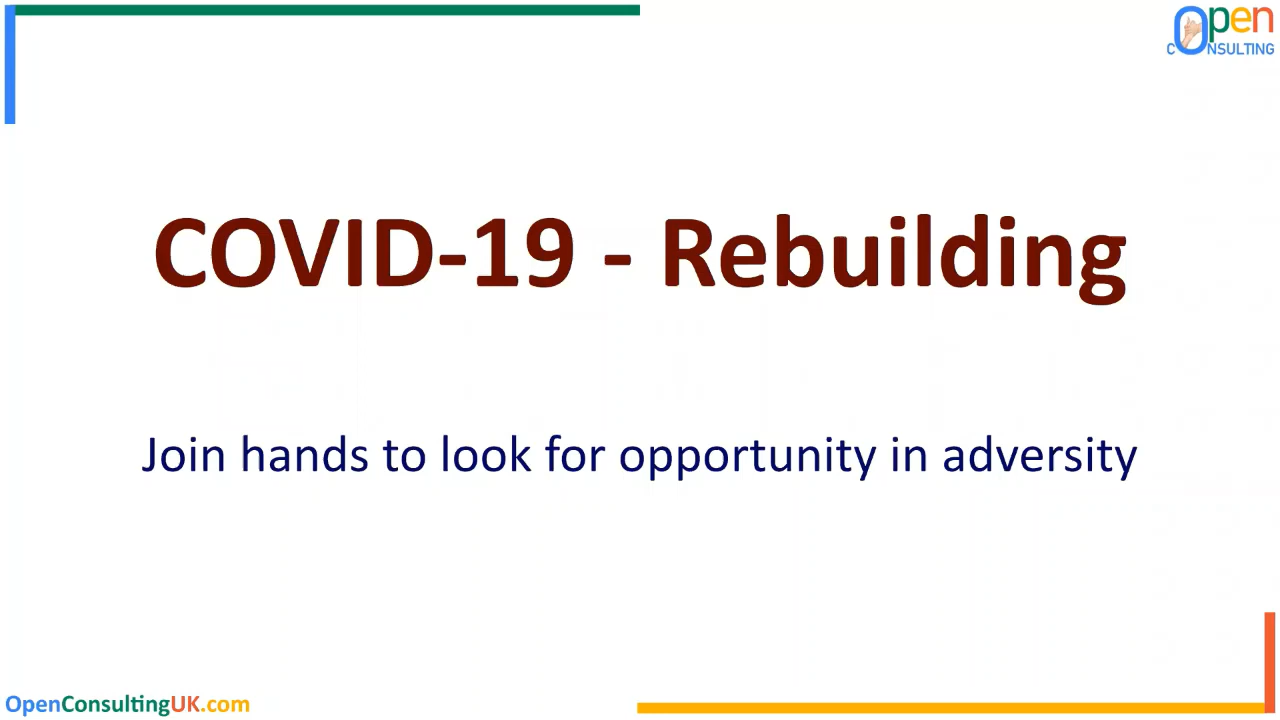 Open
CONSULTING
COVID-19 - Rebuilding
Join hands to look for opportunity in adversity
OpenConsultingUK.com